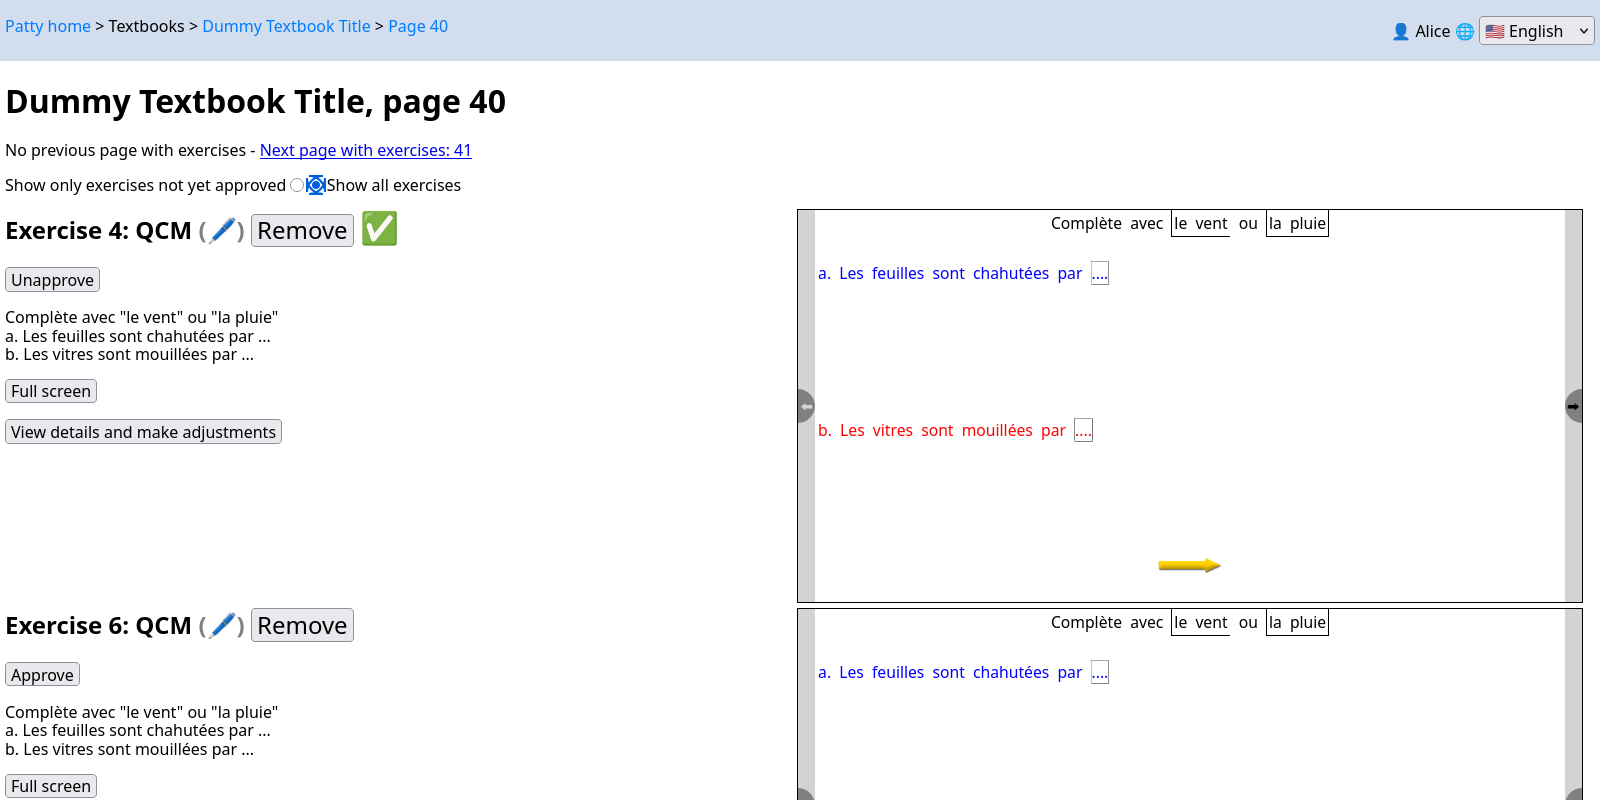 Patty home > Textbooks > Dummy Textbook Title > Page 40
Alice
English
Dummy Textbook Title, page 40
No previous page with exercises - Next page with exercises: 41
Show only exercises not yet approved Show all exercises
Exercise 4: QCM () Remove
Unapprove
Complète avec "le vent" ou "la pluie"
a. Les feuilles sont chahutées par ...
b. Les vitres sont mouillées par ...
Full screen
View details and make adjustments
Complète avec le vent ou la pluie
a. Les feuilles sont chahutées par ....
b. Les vitres sont mouillées par ....
Exercise 6: QCM () Remove
Approve
Complète avec "le vent" ou "la pluie"
a. Les feuilles sont chahutées par ...
b. Les vitres sont mouillées par ...
Full screen
Complète avec le vent ou la pluie
a. Les feuilles sont chahutées par ....